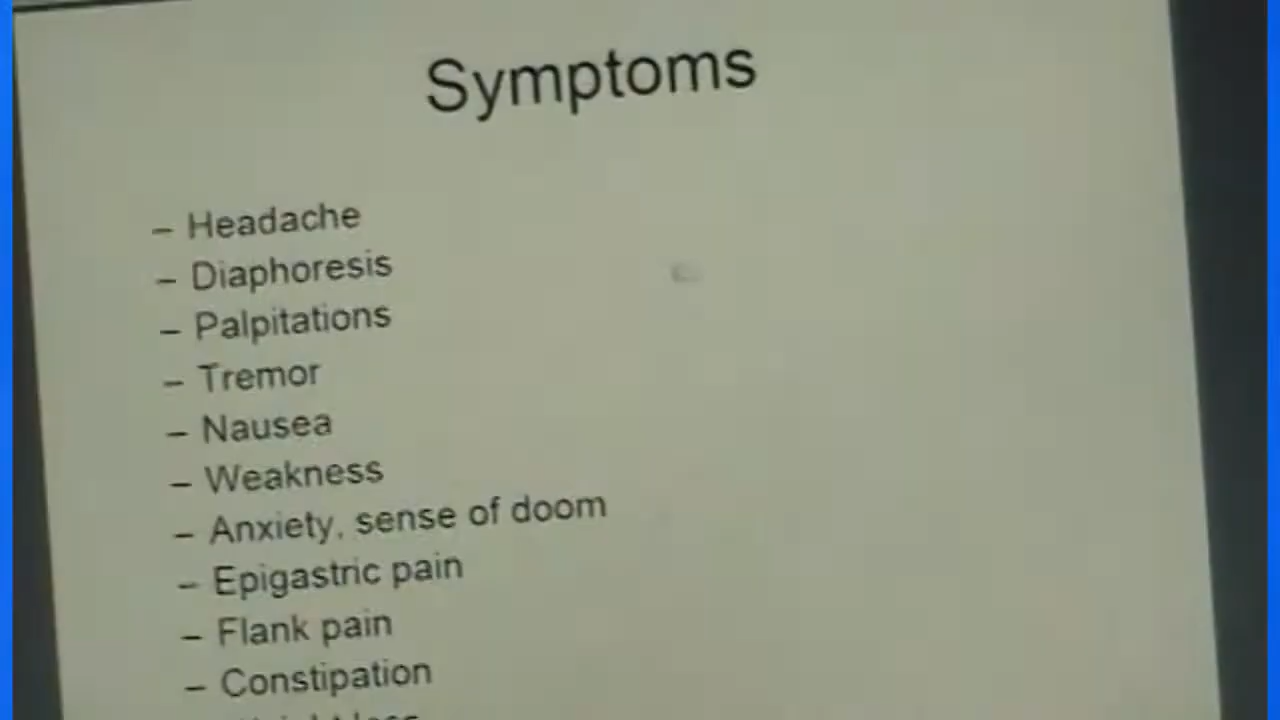 Symptoms
– Headache
– Diaphoresis
– Palpitations
– Tremor
– Nausea
– Weakness
– Anxiety, sense of doom
– Epigastric pain
– Flank pain
– Constipation